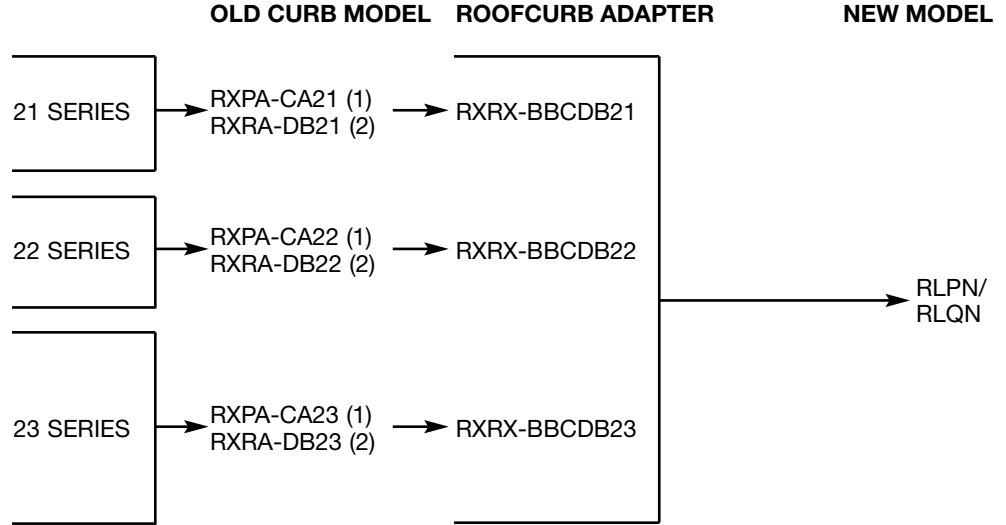 OLD CURB MODEL ROOFCURB ADAPTER NEW MODEL
21 SERIES
RXPA-CA21 (1)
RXRA-DB21 (2)
RXRX-BBCDB21
22 SERIES
RXPA-CA22 (1)
RXRA-DB22 (2)
RXRX-BBCDB22
RLPN/
RLQN
23 SERIES
RXPA-CA23 (1)
RXRA-DB23 (2)
RXRX-BBCDB23